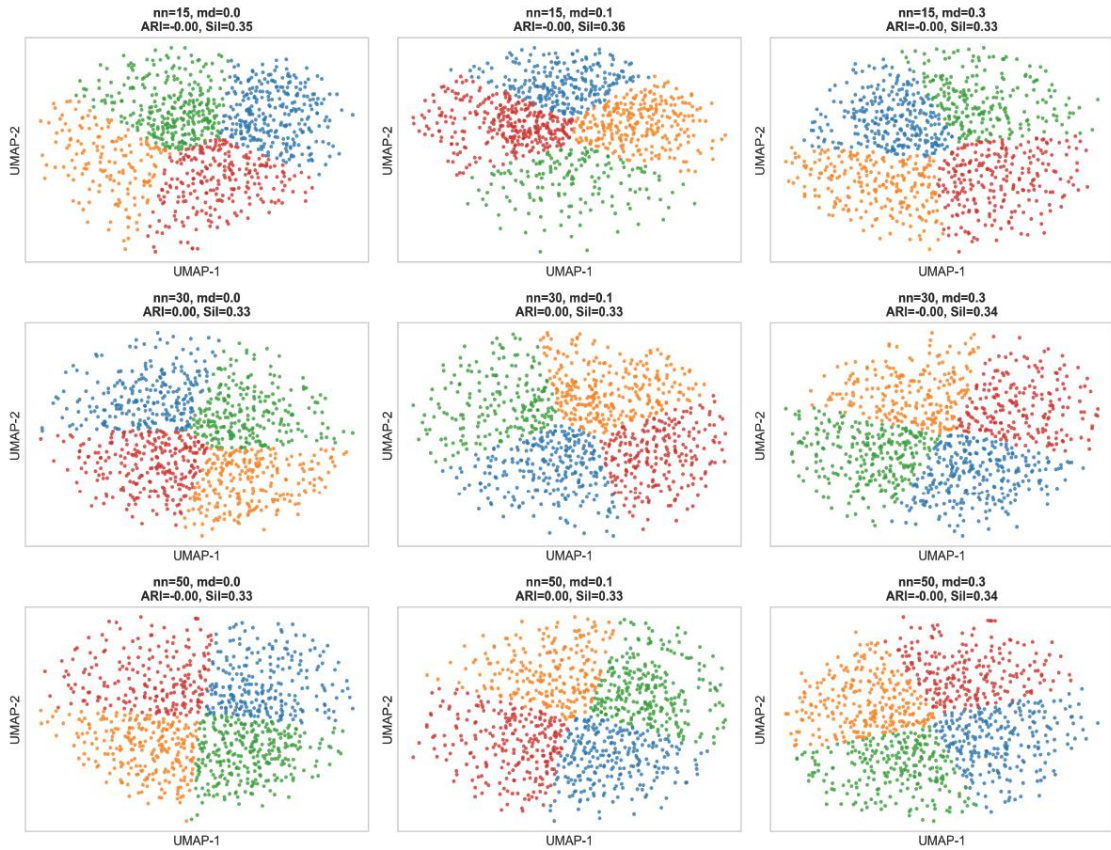 nn=15, md=0.0
ARI=-0.00, Sil=0.35
UMAP-2
UMAP-1
nn=15, md=0.1
ARI=-0.00, Sil=0.36
UMAP-2
UMAP-1
nn=15, md=0.3
ARI=-0.00, Sil=0.33
UMAP-2
UMAP-1
nn=30, md=0.0
ARI=0.00, Sil=0.33
UMAP-2
UMAP-1
nn=30, md=0.1
ARI=0.00, Sil=0.33
UMAP-2
UMAP-1
nn=30, md=0.3
ARI=-0.00, Sil=0.34
UMAP-2
UMAP-1
nn=50, md=0.0
ARI=-0.00, Sil=0.33
UMAP-2
UMAP-1
nn=50, md=0.1
ARI=0.00, Sil=0.33
UMAP-2
UMAP-1
nn=50, md=0.3
ARI=-0.00, Sil=0.34
UMAP-2
UMAP-1